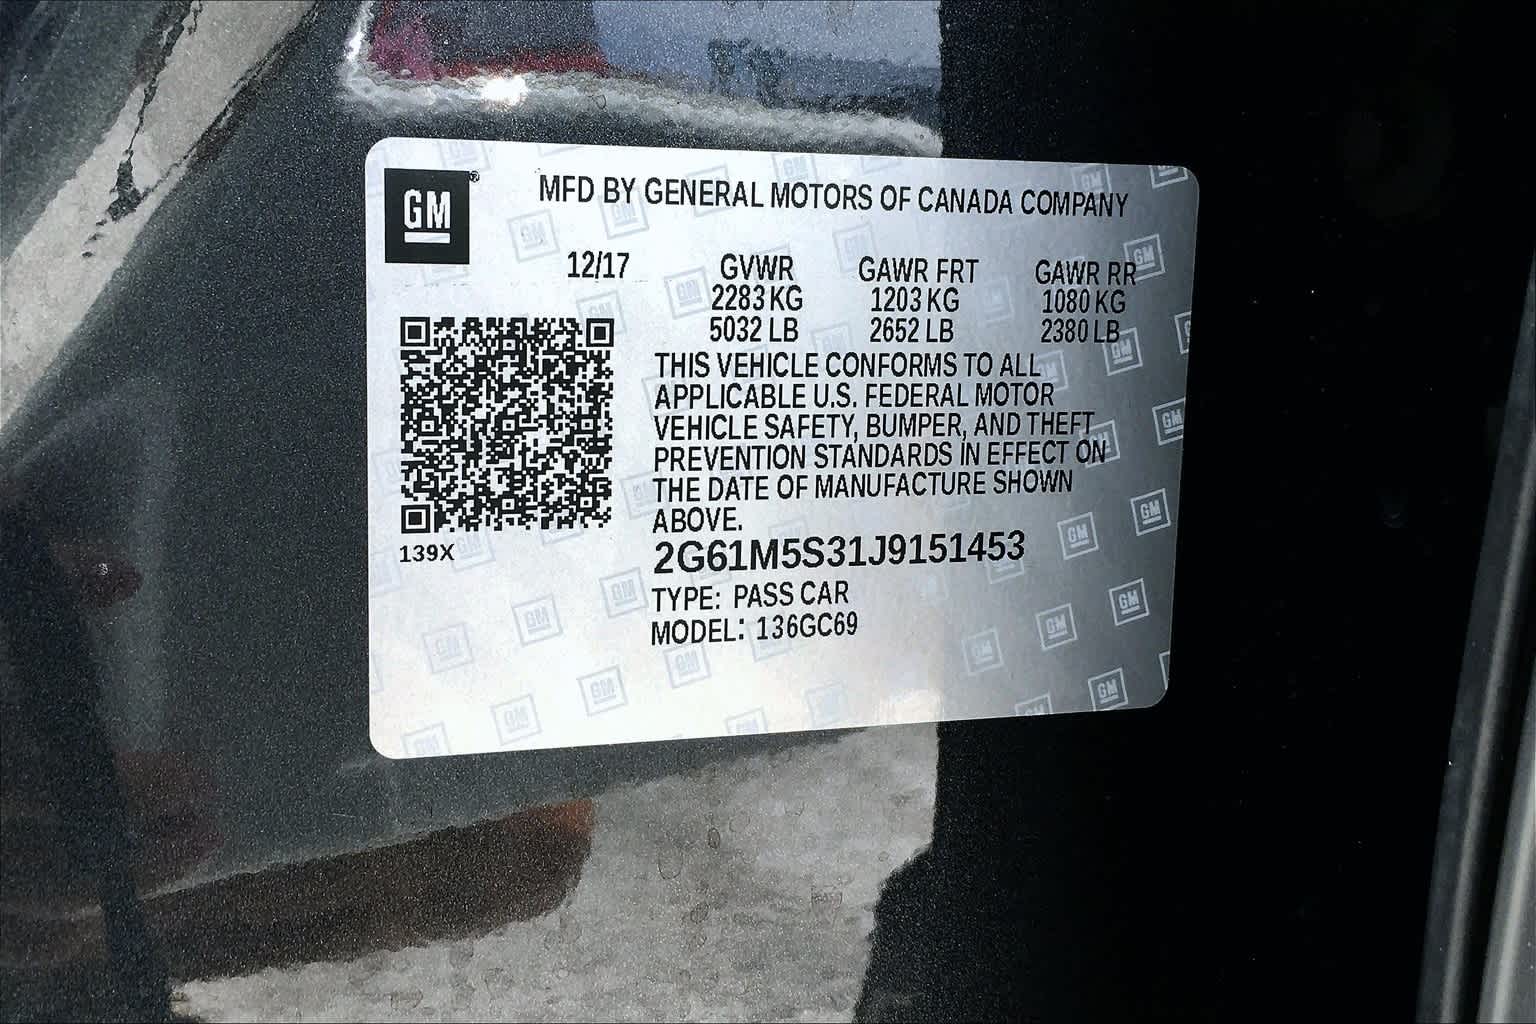 GM®
MFD BY GENERAL MOTORS OF CANADA COMPANY
12/17 GVWR GAWR FRT GAWR RR
2283 KG 1203 KG 1080 KG
5032 LB 2652 LB 2380 LB
THIS VEHICLE CONFORMS TO ALL
APPLICABLE U.S. FEDERAL MOTOR
VEHICLE SAFETY, BUMPER, AND THEFT
PREVENTION STANDARDS IN EFFECT ON
THE DATE OF MANUFACTURE SHOWN
ABOVE.
139X
2G61M5S31J9151453
TYPE: PASS CAR
MODEL: 136GC69